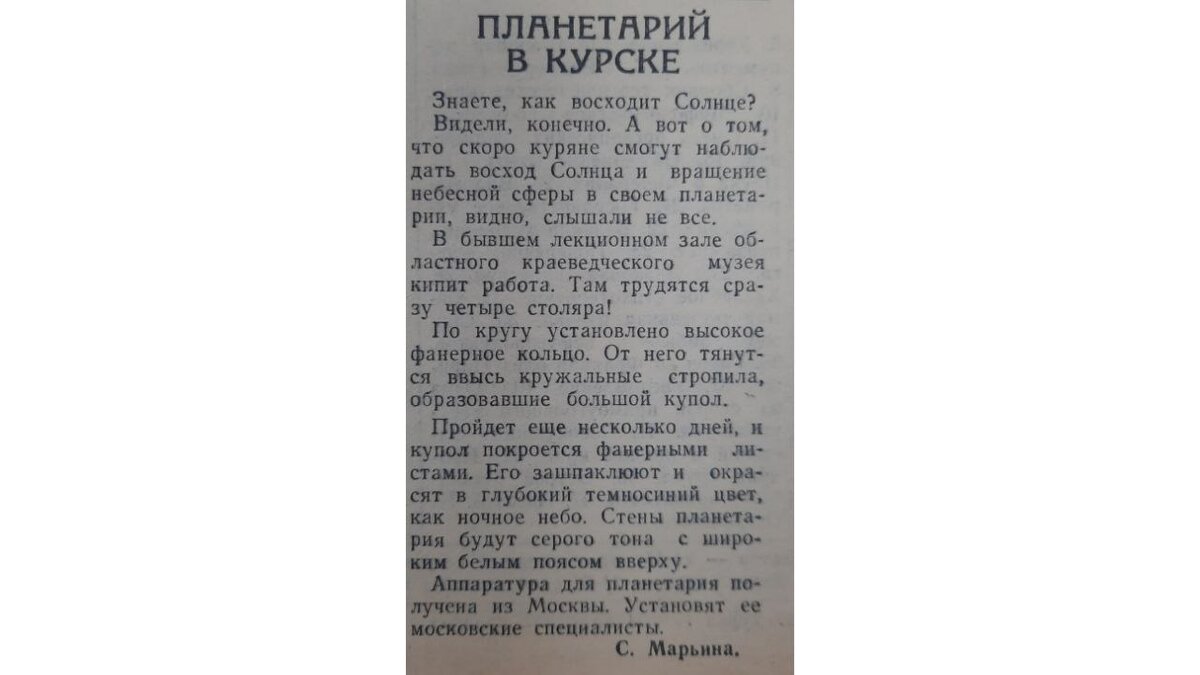 ПЛАНЕТАРИЙ
В КУРСКЕ
Знаете, как восходит Солнце?
Видели, конечно. А вот о том,
что скоро куряне смогут наблю-
дать восход Солнца и вращение
небесной сферы в своем планета-
рии, видно, слышали не все.
В бывшем лекционном зале об-
ластного краеведческого музея
кипит работа. Там трудятся сра-
зу четыре столяра!
По кругу установлено высокое
фанерное кольцо. От него тянут-
ся ввысь кружальные стропила,
образовавшие большой купол.
Пройдет еще несколько дней, и
купол покроется фанерными ли-
стами. Его зашпаклюют и окра-
сят в глубокий темносиний цвет,
как ночное небо. Стены планета-
рия будут серого тона с широ-
ким белым поясом вверху.
Аппаратура для планетария по-
лучена из Москвы. Установят ее
московские специалисты.
С. Марьина.